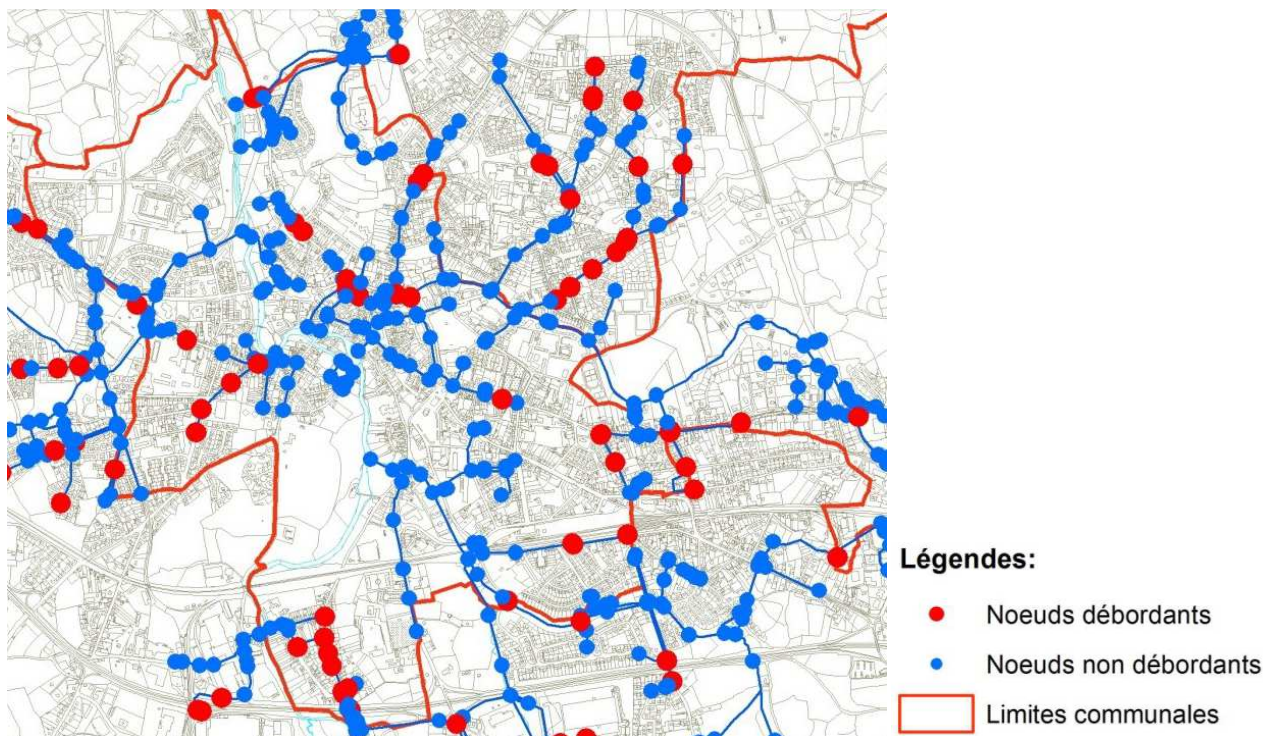 Légendes:
Noeuds débordants
Noeuds non débordants
Limites communales